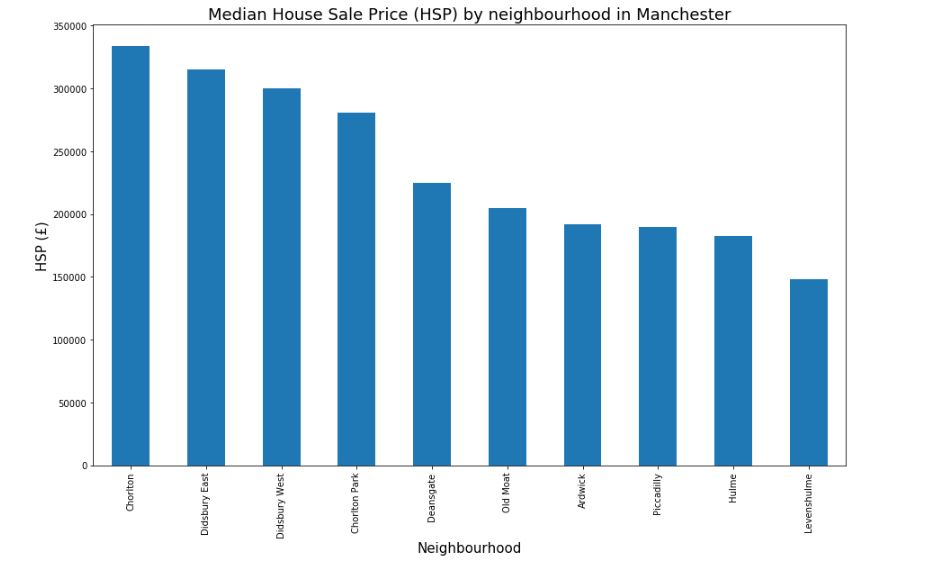 Median House Sale Price (HSP) by neighbourhood in Manchester
350000
300000
250000
200000
150000
100000
50000
0
HSP (£)
Chorlton
Didsbury East
Didsbury West
Chorlton Park
Deansgate
Old Moat
Ardwick
Piccadilly
Hulme
Levenshulme
Neighbourhood